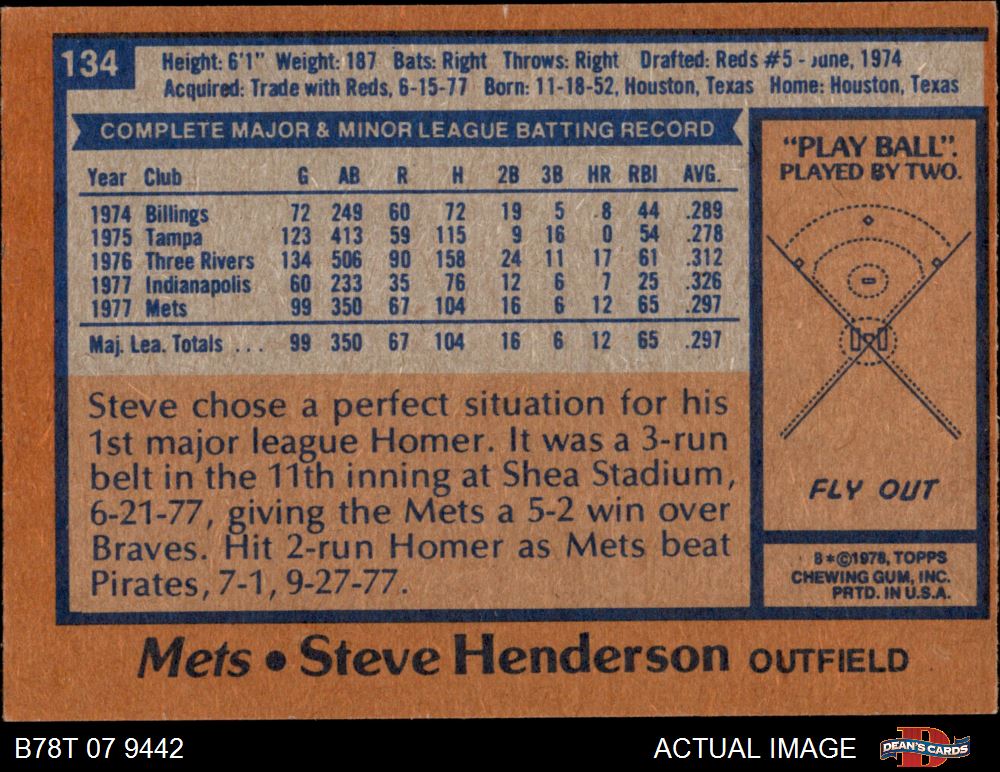 134
Height: 6'1" Weight: 187 Bats: Right Throws: Right Drafted: Reds #5 - June, 1974
Acquired: Trade with Reds, 6-15-77 Born: 11-18-52, Houston, Texas Home: Houston, Texas
COMPLETE MAJOR & MINOR LEAGUE BATTING RECORD
Year Club G AB R H 2B 3B HR RBI AVG.
1974 Billings 72 249 60 72 19 5 8 44 .289
1975 Tampa 123 413 59 115 9 16 0 54 .278
1976 Three Rivers 134 506 90 158 24 11 17 61 .312
1977 Indianapolis 60 233 35 76 12 6 7 25 .326
1977 Mets 99 350 67 104 16 6 12 65 .297
Maj. Lea. Totals ... 99 350 67 104 16 6 12 65 .297
Steve chose a perfect situation for his
1st major league Homer. It was a 3-run
belt in the 11th inning at Shea Stadium,
6-21-77, giving the Mets a 5-2 win over
Braves. Hit 2-run Homer as Mets beat
Pirates, 7-1, 9-27-77.
"PLAY BALL".
PLAYED BY TWO.
FLY OUT
8*©1978, TOPPS
CHEWING GUM, INC.
PRTD. IN U.S.A.
Mets • Steve Henderson OUTFIELD
B78T 07 9442
ACTUAL IMAGE
D
DEAN'S CARDS